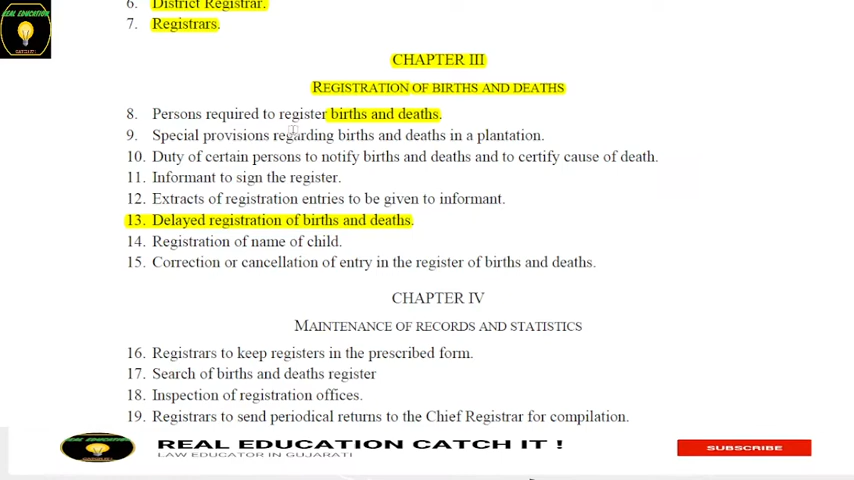 REAL EDUCATION
6. District Registrar.
7. Registrars.
CHAPTER III
REGISTRATION OF BIRTHS AND DEATHS
8. Persons required to register births and deaths.
9. Special provisions regarding births and deaths in a plantation.
10. Duty of certain persons to notify births and deaths and to certify cause of death.
11. Informant to sign the register.
12. Extracts of registration entries to be given to informant.
13. Delayed registration of births and deaths.
14. Registration of name of child.
15. Correction or cancellation of entry in the register of births and deaths.
CHAPTER IV
MAINTENANCE OF RECORDS AND STATISTICS
16. Registrars to keep registers in the prescribed form.
17. Search of births and deaths register
18. Inspection of registration offices.
19. Registrars to send periodical returns to the Chief Registrar for compilation.
REAL EDUCATION CATCH IT !
LAW EDUCATOR IN GUJARATI
SUBSCRIBE